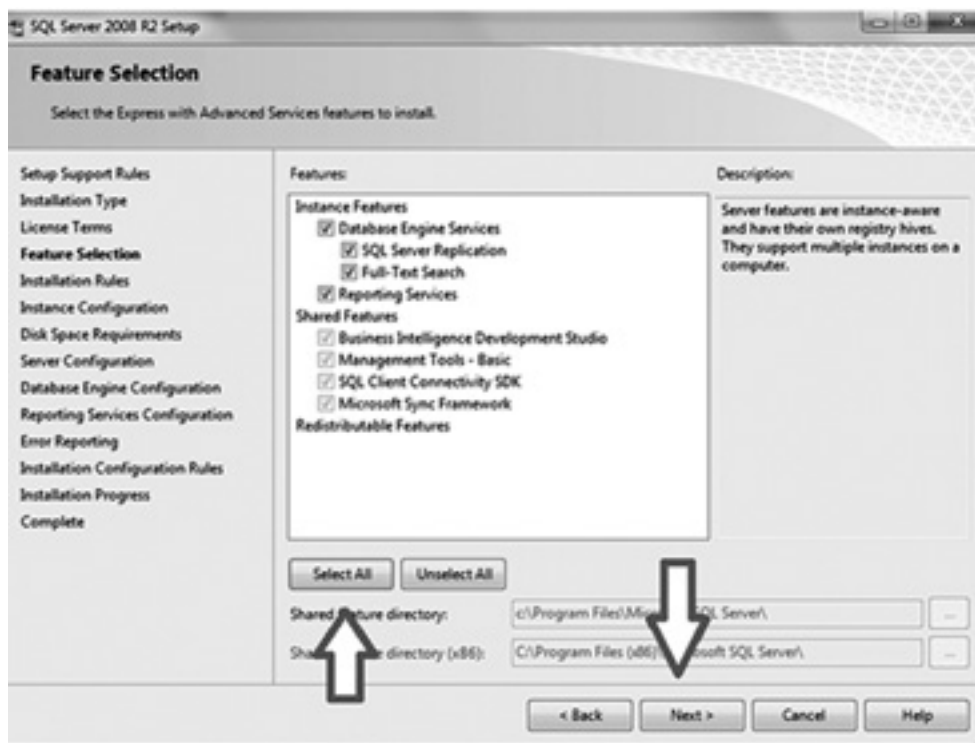 SQL Server 2008 R2 Setup
Feature Selection
Select the Express with Advanced Services features to install.
Setup Support Rules
Installation Type
License Terms
Feature Selection
Installation Rules
Instance Configuration
Disk Space Requirements
Server Configuration
Database Engine Configuration
Reporting Services Configuration
Error Reporting
Installation Configuration Rules
Installation Progress
Complete
Features:
Instance Features
Database Engine Services
SQL Server Replication
Full-Text Search
Reporting Services
Shared Features
Business Intelligence Development Studio
Management Tools - Basic
SQL Client Connectivity SDK
Microsoft Sync Framework
Redistributable Features
Description:
Server features are instance-aware
and have their own registry hives.
They support multiple instances on a
computer.
Select All
Unselect All
Shared directory:
c:\Program Server\
...
directory (x86):
C:\Program Files (x86) SQL Server\
...
< Back
Next >
Cancel
Help